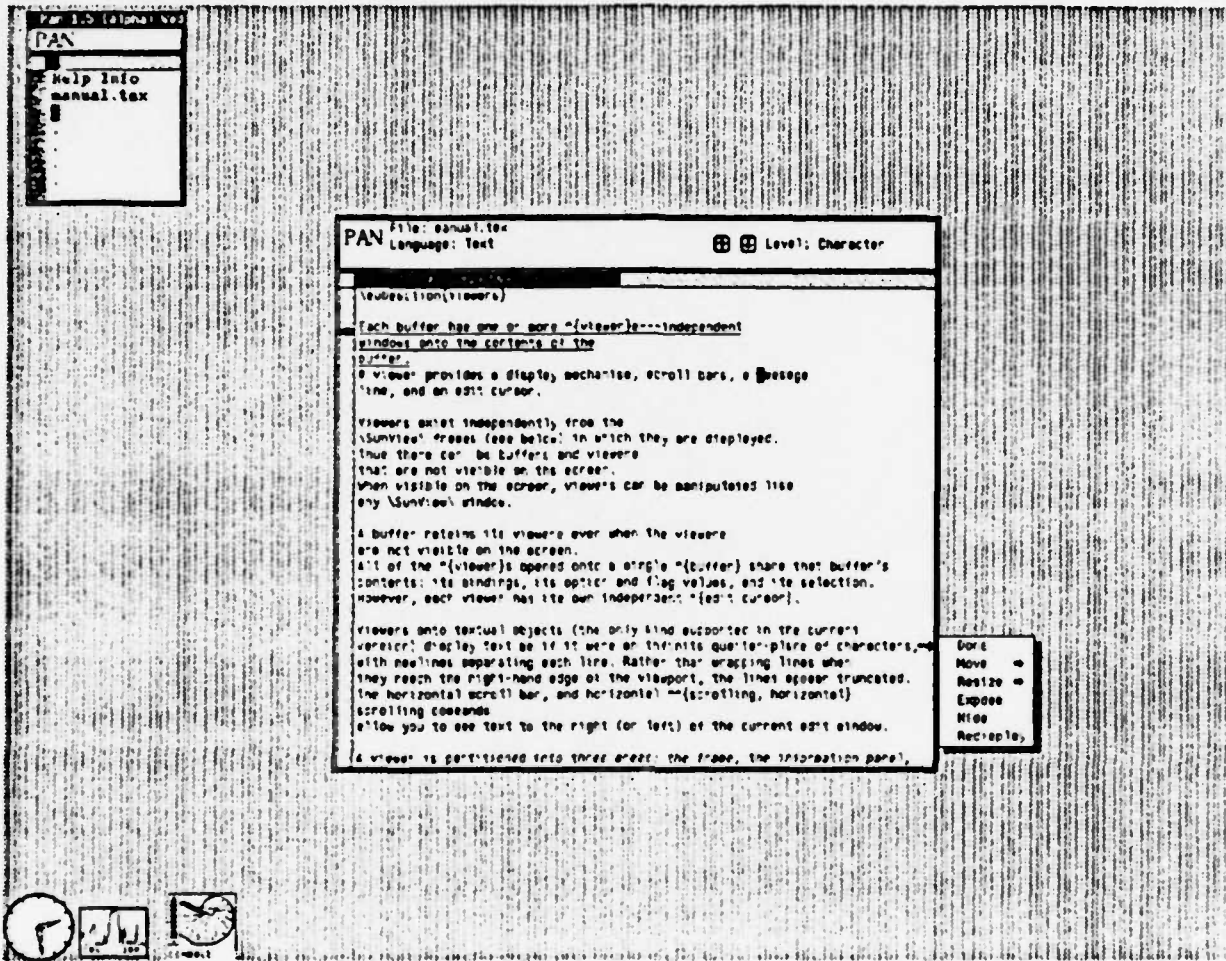 Pan 1.5 (alpha) Wed
PAN
Help Info
manual.tex
PAN
File: manual.tex
Language: Text
Level: Character
\subsection{Viewers}
Each buffer has one or more ^{viewer}s---independent
windows onto the contents of the
buffer.
A viewer provides a display mechanism, scroll bars, a message
line, and an edit cursor.
Viewers exist independently from the
\SunView\ frames (see below) in which they are displayed.
Thus there can be buffers and viewers
that are not visible on the screen.
When visible on the screen, viewers can be manipulated like
any \SunView\ window.
A buffer retains its viewers even when the viewers
are not visible on the screen.
All of the ^{viewer}s opened onto a single ^{buffer} share that buffer's
contents: its bindings, its option and flag values, and its selection.
However, each viewer has its own independent ^{edit cursor}.
Viewers onto textual objects (the only kind supported in the current
version) display text as if it were an infinite quarter-plane of characters,
with newlines separating each line. Rather than wrapping lines when
they reach the right-hand edge of the viewport, the lines appear truncated.
The horizontal scroll bar, and horizontal ^^{scrolling, horizontal}
scrolling commands
allow you to see text to the right (or left) of the current edit window.
A viewer is partitioned into three areas: the frame, the information panel,
Done
Move ⇒
Resize ⇒
Expose
Hide
Redisplay